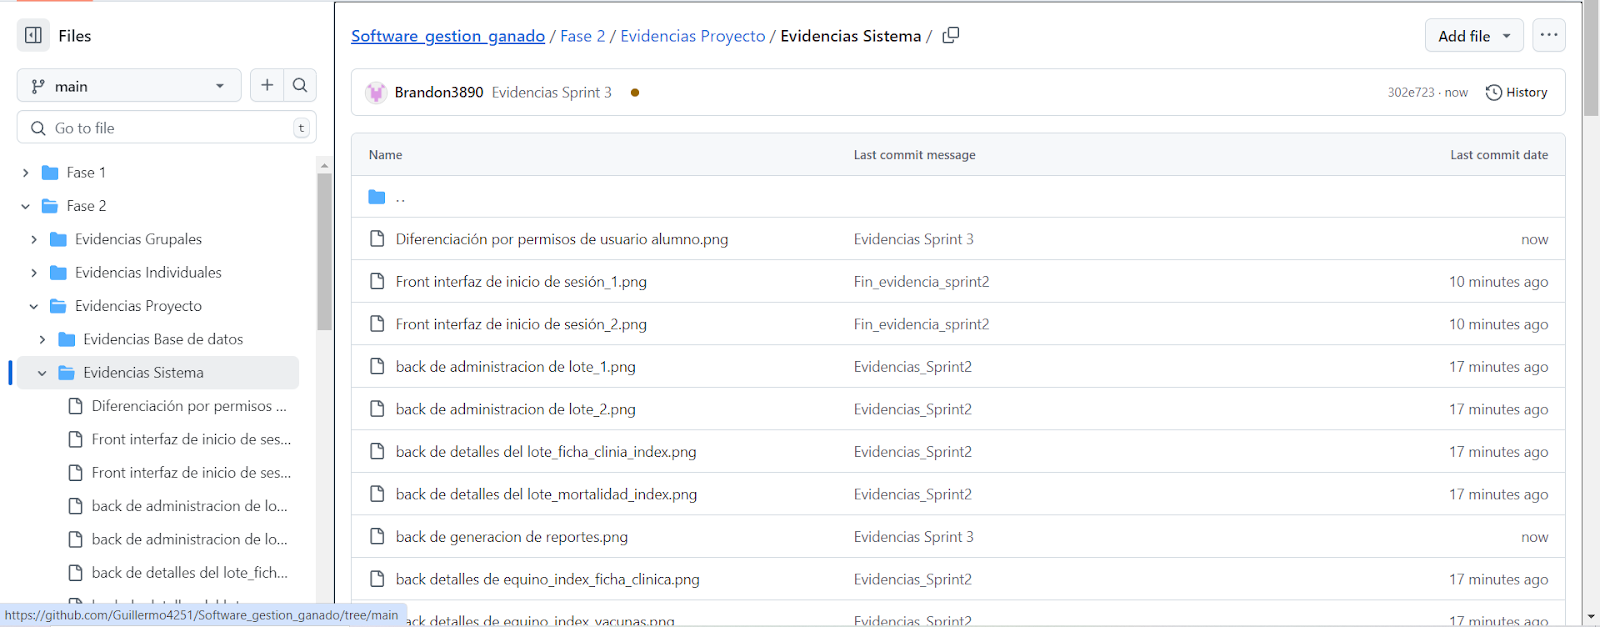 Files
main
Go to file
t
Fase 1
Fase 2
Evidencias Grupales
Evidencias Individuales
Evidencias Proyecto
Evidencias Base de datos
Evidencias Sistema
Diferenciación por permisos ...
Front interfaz de inicio de ses...
Front interfaz de inicio de ses...
back de administracion de lo...
back de administracion de lo...
back de detalles del lote_fich...
https://github.com/Guillermo4251/Software_gestion_ganado/tree/main
Software_gestion_ganado / Fase 2 / Evidencias Proyecto / Evidencias Sistema /
Add file
Brandon3890 Evidencias Sprint 3
302e723 · now
History
Name Last commit message Last commit date
..
Diferenciación por permisos de usuario alumno.png Evidencias Sprint 3 now
Front interfaz de inicio de sesión_1.png Fin_evidencia_sprint2 10 minutes ago
Front interfaz de inicio de sesión_2.png Fin_evidencia_sprint2 10 minutes ago
back de administracion de lote_1.png Evidencias_Sprint2 17 minutes ago
back de administracion de lote_2.png Evidencias_Sprint2 17 minutes ago
back de detalles del lote_ficha_clinia_index.png Evidencias_Sprint2 17 minutes ago
back de detalles del lote_mortalidad_index.png Evidencias_Sprint2 17 minutes ago
back de generacion de reportes.png Evidencias Sprint 3 now
back detalles de equino_index_ficha_clinica.png Evidencias_Sprint2 17 minutes ago
back detalles de equino_index_vacunas.png Evidencias_Sprint2 17 minutes ago